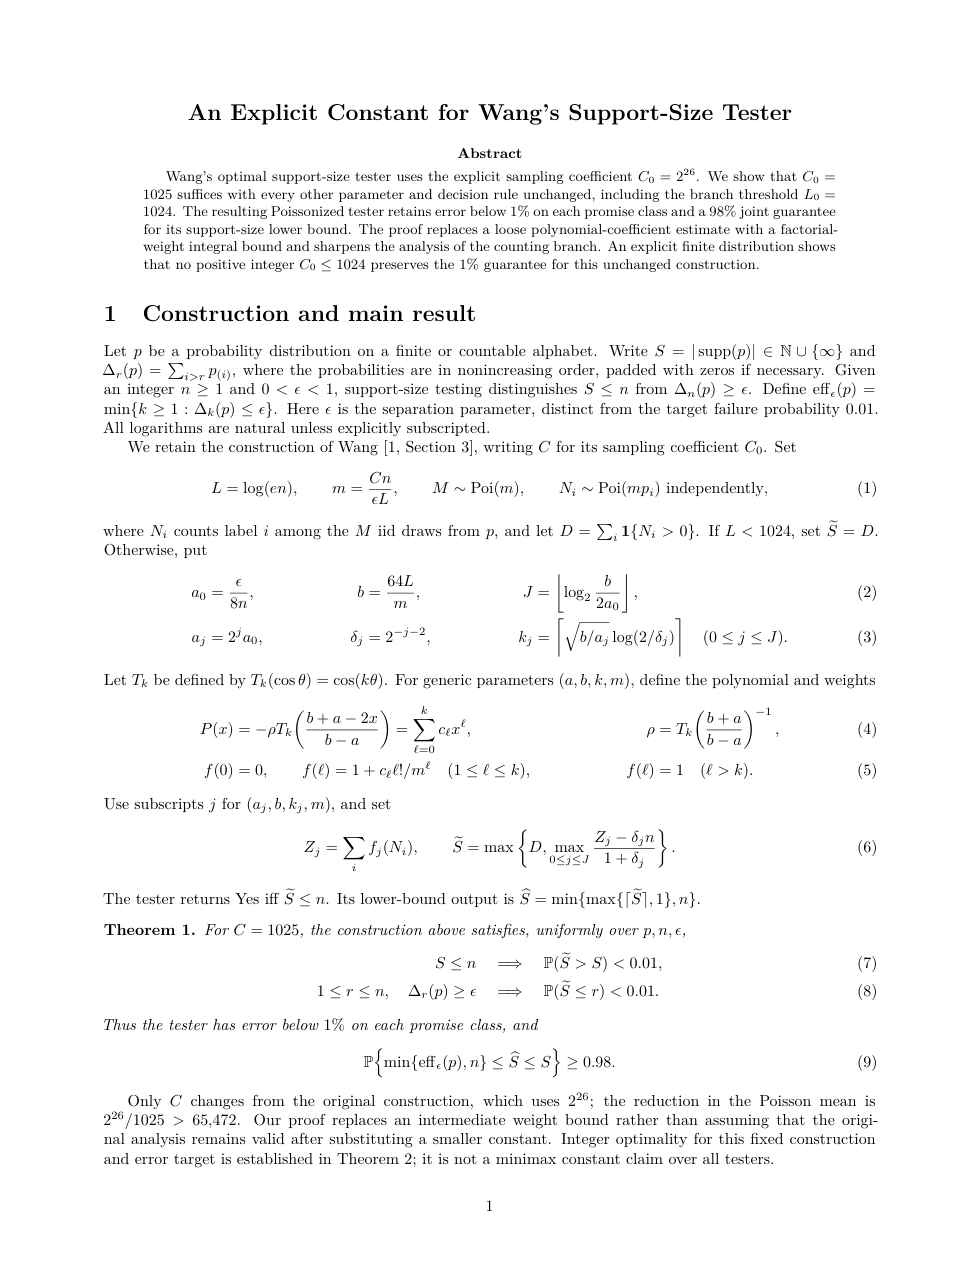 An Explicit Constant for Wang's Support-Size Tester
Abstract
Wang's optimal support-size tester uses the explicit sampling coefficient C₀ = 2²⁶. We show that C₀ =
1025 suffices with every other parameter and decision rule unchanged, including the branch threshold L₀ =
1024. The resulting Poissonized tester retains error below 1% on each promise class and a 98% joint guarantee
for its support-size lower bound. The proof replaces a loose polynomial-coefficient estimate with a factorial-
weight integral bound and sharpens the analysis of the counting branch. An explicit finite distribution shows
that no positive integer C₀ ≤ 1024 preserves the 1% guarantee for this unchanged construction.
1 Construction and main result
Let p be a probability distribution on a finite or countable alphabet. Write S = |supp(p)| ∈ ℕ ∪ {∞} and
Δᵣ(p) = ∑_{i>r} p_{(i)}, where the probabilities are in nonincreasing order, padded with zeros if necessary. Given
an integer n ≥ 1 and 0 < ϵ < 1, support-size testing distinguishes S ≤ n from Δₙ(p) ≥ ϵ. Define eff_ϵ(p) =
min{k ≥ 1 : Δₖ(p) ≤ ϵ}. Here ϵ is the separation parameter, distinct from the target failure probability 0.01.
All logarithms are natural unless explicitly subscripted.
We retain the construction of Wang [1, Section 3], writing C for its sampling coefficient C₀. Set
L = log(en), m = Cn/(ϵL), M ∼ Poi(m), N_i ∼ Poi(mp_i) independently, (1)
where N_i counts label i among the M iid draws from p, and let D = ∑_i 𝟏{N_i > 0}. If L < 1024, set S̃ = D.
Otherwise, put
a₀ = ϵ/(8n), b = 64L/m, J = ⌊log₂ b/(2a₀)⌋, (2)
a_j = 2^j a₀, δ_j = 2^{−j−2}, k_j = ⌈√(b/a_j) log(2/δ_j)⌉ (0 ≤ j ≤ J). (3)
Let T_k be defined by T_k(cos θ) = cos(kθ). For generic parameters (a, b, k, m), define the polynomial and weights
P(x) = −ρT_k((b + a − 2x)/(b − a)) = ∑_{ℓ=0}^{k} c_ℓ x^ℓ, ρ = T_k((b + a)/(b − a))^{−1}, (4)
f(0) = 0, f(ℓ) = 1 + c_ℓ ℓ!/m^ℓ (1 ≤ ℓ ≤ k), f(ℓ) = 1 (ℓ > k). (5)
Use subscripts j for (a_j, b, k_j, m), and set
Z_j = ∑_i f_j(N_i), S̃ = max{D, max_{0≤j≤J} (Z_j − δ_j n)/(1 + δ_j)}. (6)
The tester returns Yes iff S̃ ≤ n. Its lower-bound output is Ŝ = min{max{⌈S̃⌉, 1}, n}.
Theorem 1. For C = 1025, the construction above satisfies, uniformly over p, n, ϵ,
S ≤ n ⟹ ℙ(S̃ > S) < 0.01, (7)
1 ≤ r ≤ n, Δᵣ(p) ≥ ϵ ⟹ ℙ(S̃ ≤ r) < 0.01. (8)
Thus the tester has error below 1% on each promise class, and
ℙ{min{eff_ϵ(p), n} ≤ Ŝ ≤ S} ≥ 0.98. (9)
Only C changes from the original construction, which uses 2²⁶; the reduction in the Poisson mean is
2²⁶/1025 > 65,472. Our proof replaces an intermediate weight bound rather than assuming that the origi-
nal analysis remains valid after substituting a smaller constant. Integer optimality for this fixed construction
and error target is established in Theorem 2; it is not a minimax constant claim over all testers.
1